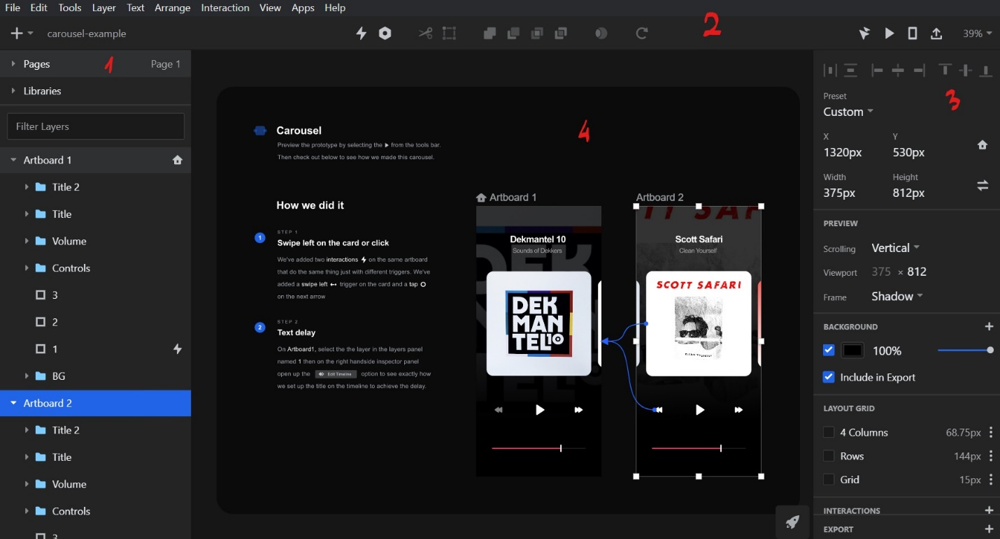 File Edit Tools Layer Text Arrange Interaction View Apps Help
carousel-example
2
39%
Pages 1 Page 1
Libraries
Filter Layers
Artboard 1
Title 2
Title
Volume
Controls
3
2
1
BG
Artboard 2
Title 2
Title
Volume
Controls
3
4
Carousel
Preview the prototype by selecting the ▶ from the tools bar.
Then check out below to see how we made this carousel.
How we did it
STEP 1
1 Swipe left on the card or click
We've added two interactions on the same artboard
that do the same thing just with different triggers. We've
added a swipe left trigger on the card and a tap
on the next arrow
STEP 2
2 Text delay
On Artboard1, select the the layer in the layers panel
named 1 then on the right handside inspector panel
open up the Edit Timeline option to see exactly how
we set up the title on the timeline to achieve the delay.
Artboard 1
Dekmantel 10
Sounds of Dekkers
DEK
MAN
TEL10
Artboard 2
Scott Safari
Clean Yourself
SCOTT SAFARI
CLEAN YOURSELF
3
Preset
Custom
X Y
1320px 530px
Width Height
375px 812px
PREVIEW
Scrolling Vertical
Viewport 375 × 812
Frame Shadow
BACKGROUND +
100%
Include in Export
LAYOUT GRID
4 Columns 68.75px
Rows 144px
Grid 15px
INTERACTIONS +
EXPORT +